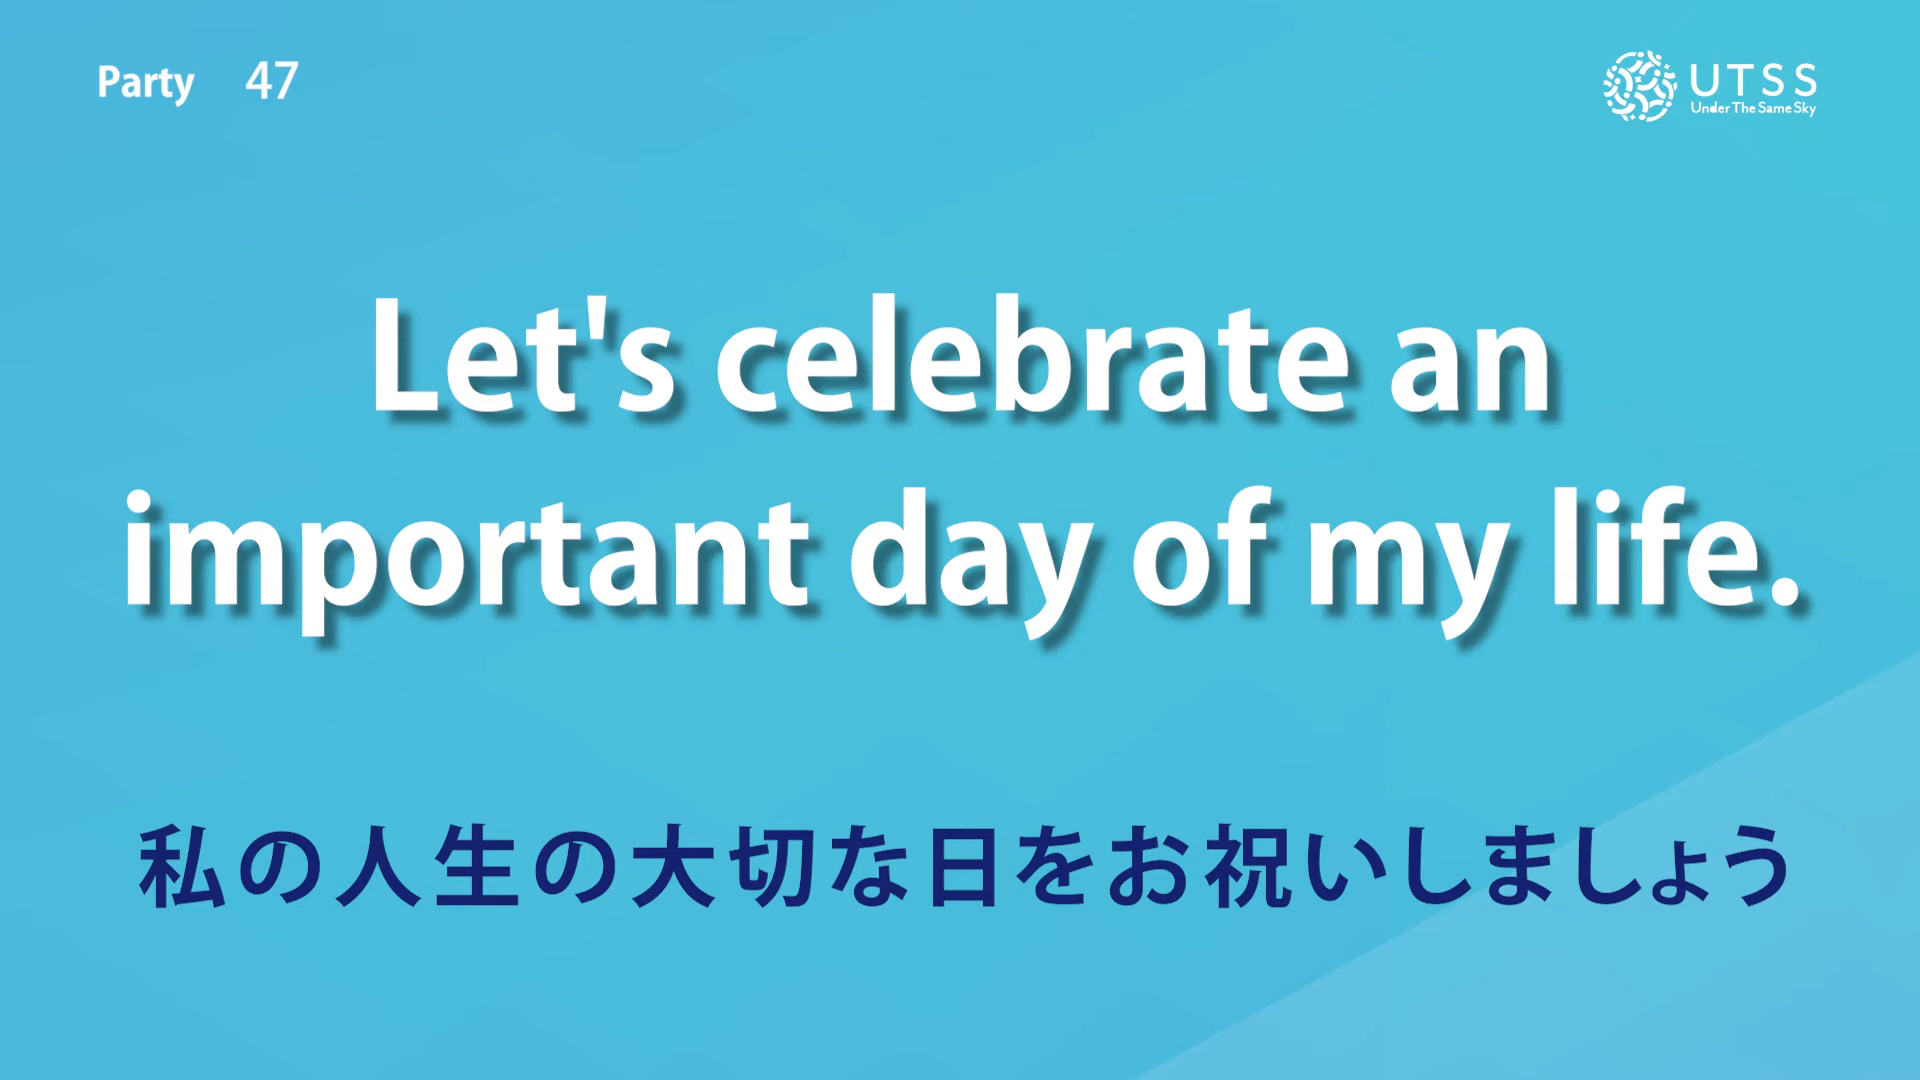 Party 47
UTSS
Under The Same Sky
Let's celebrate an
important day of my life.
私の人生の大切な日をお祝いしましょう